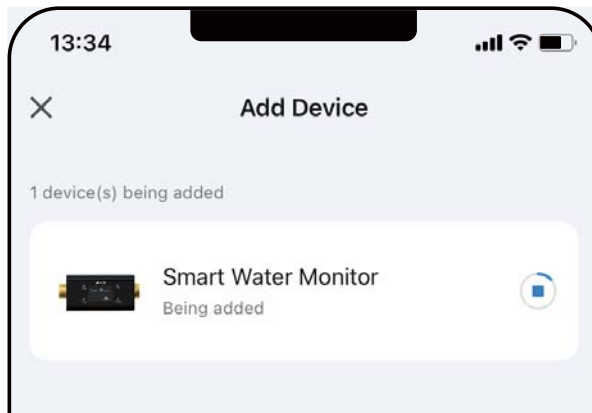 13:34
Add Device
1 device(s) being added
Smart Water Monitor
Being added